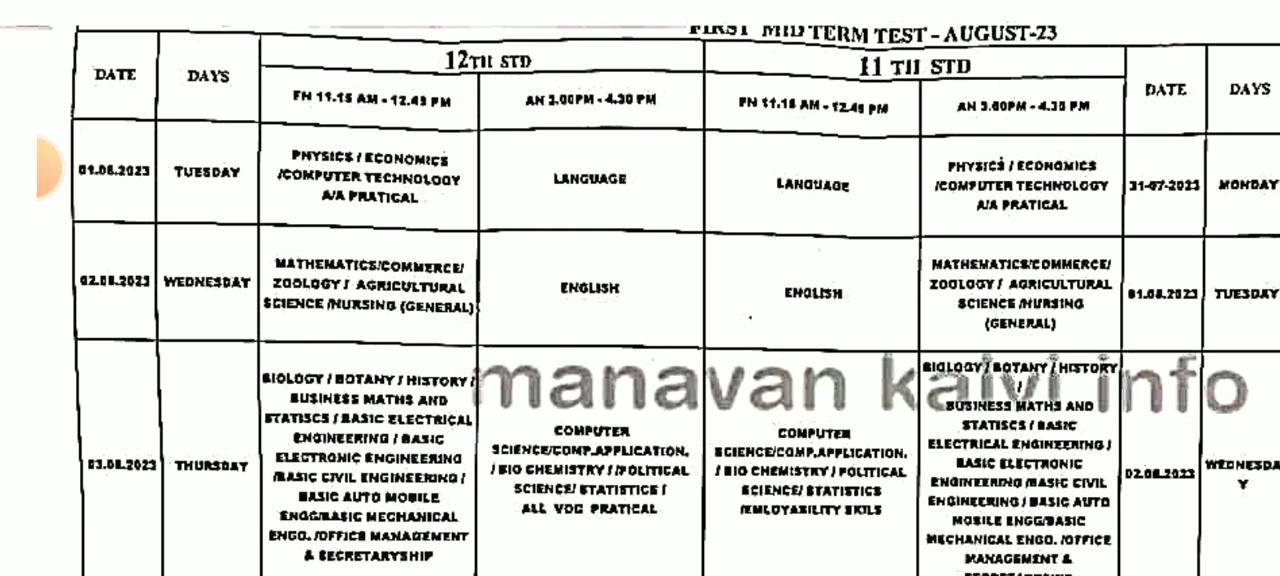 FIRST MID TERM TEST - AUGUST-23
DATE
DAYS
12TH STD
11 TH STD
DATE
DAYS
FN 11.15 AM - 12.45 PM
AN 3.00PM - 4.30 PM
FN 11.15 AM - 12.45 PM
AN 3.00PM - 4.30 PM
01.08.2023
TUESDAY
PHYSICS / ECONOMICS
/COMPUTER TECHNOLOGY
A/A PRATICAL
LANGUAGE
LANGUAGE
PHYSICS / ECONOMICS
/COMPUTER TECHNOLOGY
A/A PRATICAL
31-07-2023
MONDAY
02.08.2023
WEDNESDAY
MATHEMATICS/COMMERCE/
ZOOLOGY / AGRICULTURAL
SCIENCE /NURSING (GENERAL)
ENGLISH
ENGLISH
MATHEMATICS/COMMERCE/
ZOOLOGY / AGRICULTURAL
SCIENCE /NURSING
(GENERAL)
01.08.2023
TUESDAY
manavan kalvi info
03.08.2023
THURSDAY
BIOLOGY / BOTANY / HISTORY /
BUSINESS MATHS AND
STATISCS / BASIC ELECTRICAL
ENGINEERING / BASIC
ELECTRONIC ENGINEERING
/BASIC CIVIL ENGINEERING /
BASIC AUTO MOBILE
ENGG/BASIC MECHANICAL
ENGG. /OFFICE MANAGEMENT
& SECRETARYSHIP
COMPUTER
SCIENCE/COMP.APPLICATION.
/ BIO CHEMISTRY / /POLITICAL
SCIENCE/ STATISTICS /
ALL VOC PRATICAL
COMPUTER
SCIENCE/COMP.APPLICATION.
/ BIO CHEMISTRY / POLITICAL
SCIENCE/ STATISTICS
/EMLOYABILITY SKILS
BIOLOGY / BOTANY / HISTORY
/
BUSINESS MATHS AND
STATISCS / BASIC
ELECTRICAL ENGINEERING /
BASIC ELECTRONIC
ENGINEERING /BASIC CIVIL
ENGINEERING / BASIC AUTO
MOBILE ENGG/BASIC
MECHANICAL ENGG. /OFFICE
MANAGEMENT &
02.08.2023
WEDNESDA
Y